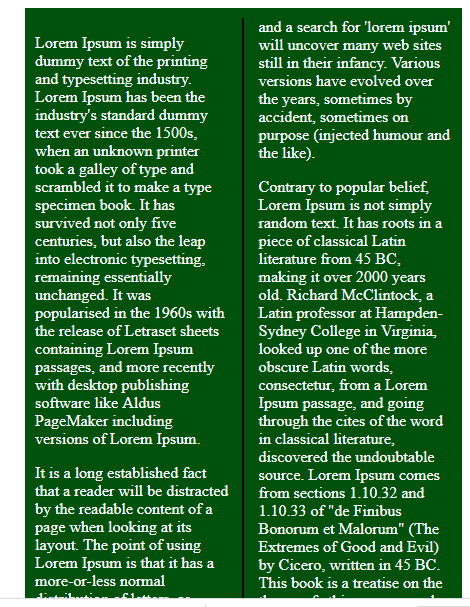 Lorem Ipsum is simply
dummy text of the printing
and typesetting industry.
Lorem Ipsum has been the
industry's standard dummy
text ever since the 1500s,
when an unknown printer
took a galley of type and
scrambled it to make a type
specimen book. It has
survived not only five
centuries, but also the leap
into electronic typesetting,
remaining essentially
unchanged. It was
popularised in the 1960s with
the release of Letraset sheets
containing Lorem Ipsum
passages, and more recently
with desktop publishing
software like Aldus
PageMaker including
versions of Lorem Ipsum.
It is a long established fact
that a reader will be distracted
by the readable content of a
page when looking at its
layout. The point of using
Lorem Ipsum is that it has a
more-or-less normal
distribution of letters, as
and a search for 'lorem ipsum'
will uncover many web sites
still in their infancy. Various
versions have evolved over
the years, sometimes by
accident, sometimes on
purpose (injected humour and
the like).
Contrary to popular belief,
Lorem Ipsum is not simply
random text. It has roots in a
piece of classical Latin
literature from 45 BC,
making it over 2000 years
old. Richard McClintock, a
Latin professor at Hampden-
Sydney College in Virginia,
looked up one of the more
obscure Latin words,
consectetur, from a Lorem
Ipsum passage, and going
through the cites of the word
in classical literature,
discovered the undoubtable
source. Lorem Ipsum comes
from sections 1.10.32 and
1.10.33 of "de Finibus
Bonorum et Malorum" (The
Extremes of Good and Evil)
by Cicero, written in 45 BC.
This book is a treatise on the